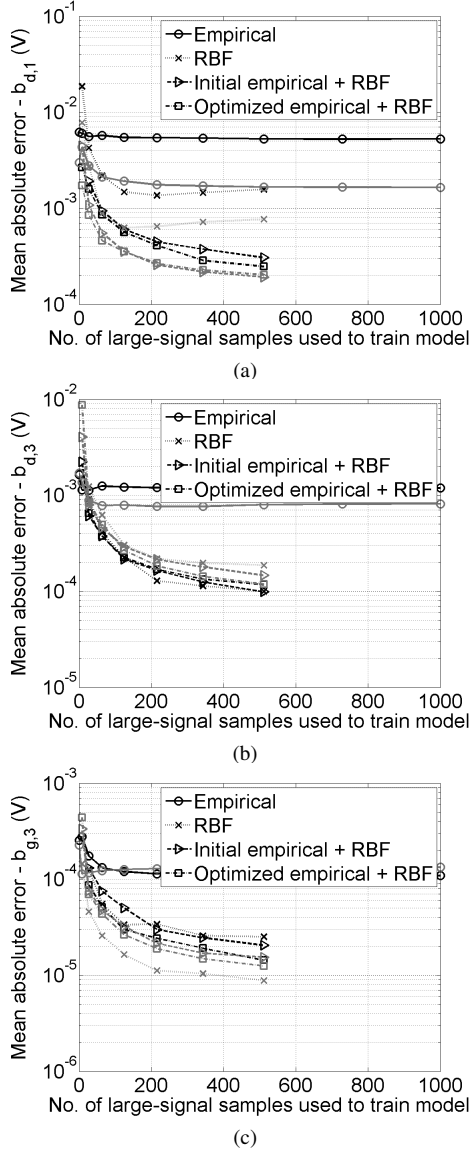 10^-1
10^-2
10^-3
10^-4
Mean absolute error - b_d,1 (V)
Empirical
RBF
Initial empirical + RBF
Optimized empirical + RBF
0 200 400 600 800 1000
No. of large-signal samples used to train model
(a)
10^-2
10^-3
10^-4
10^-5
Mean absolute error - b_d,3 (V)
Empirical
RBF
Initial empirical + RBF
Optimized empirical + RBF
0 200 400 600 800 1000
No. of large-signal samples used to train model
(b)
10^-3
10^-4
10^-5
10^-6
Mean absolute error - b_g,3 (V)
Empirical
RBF
Initial empirical + RBF
Optimized empirical + RBF
0 200 400 600 800 1000
No. of large-signal samples used to train model
(c)